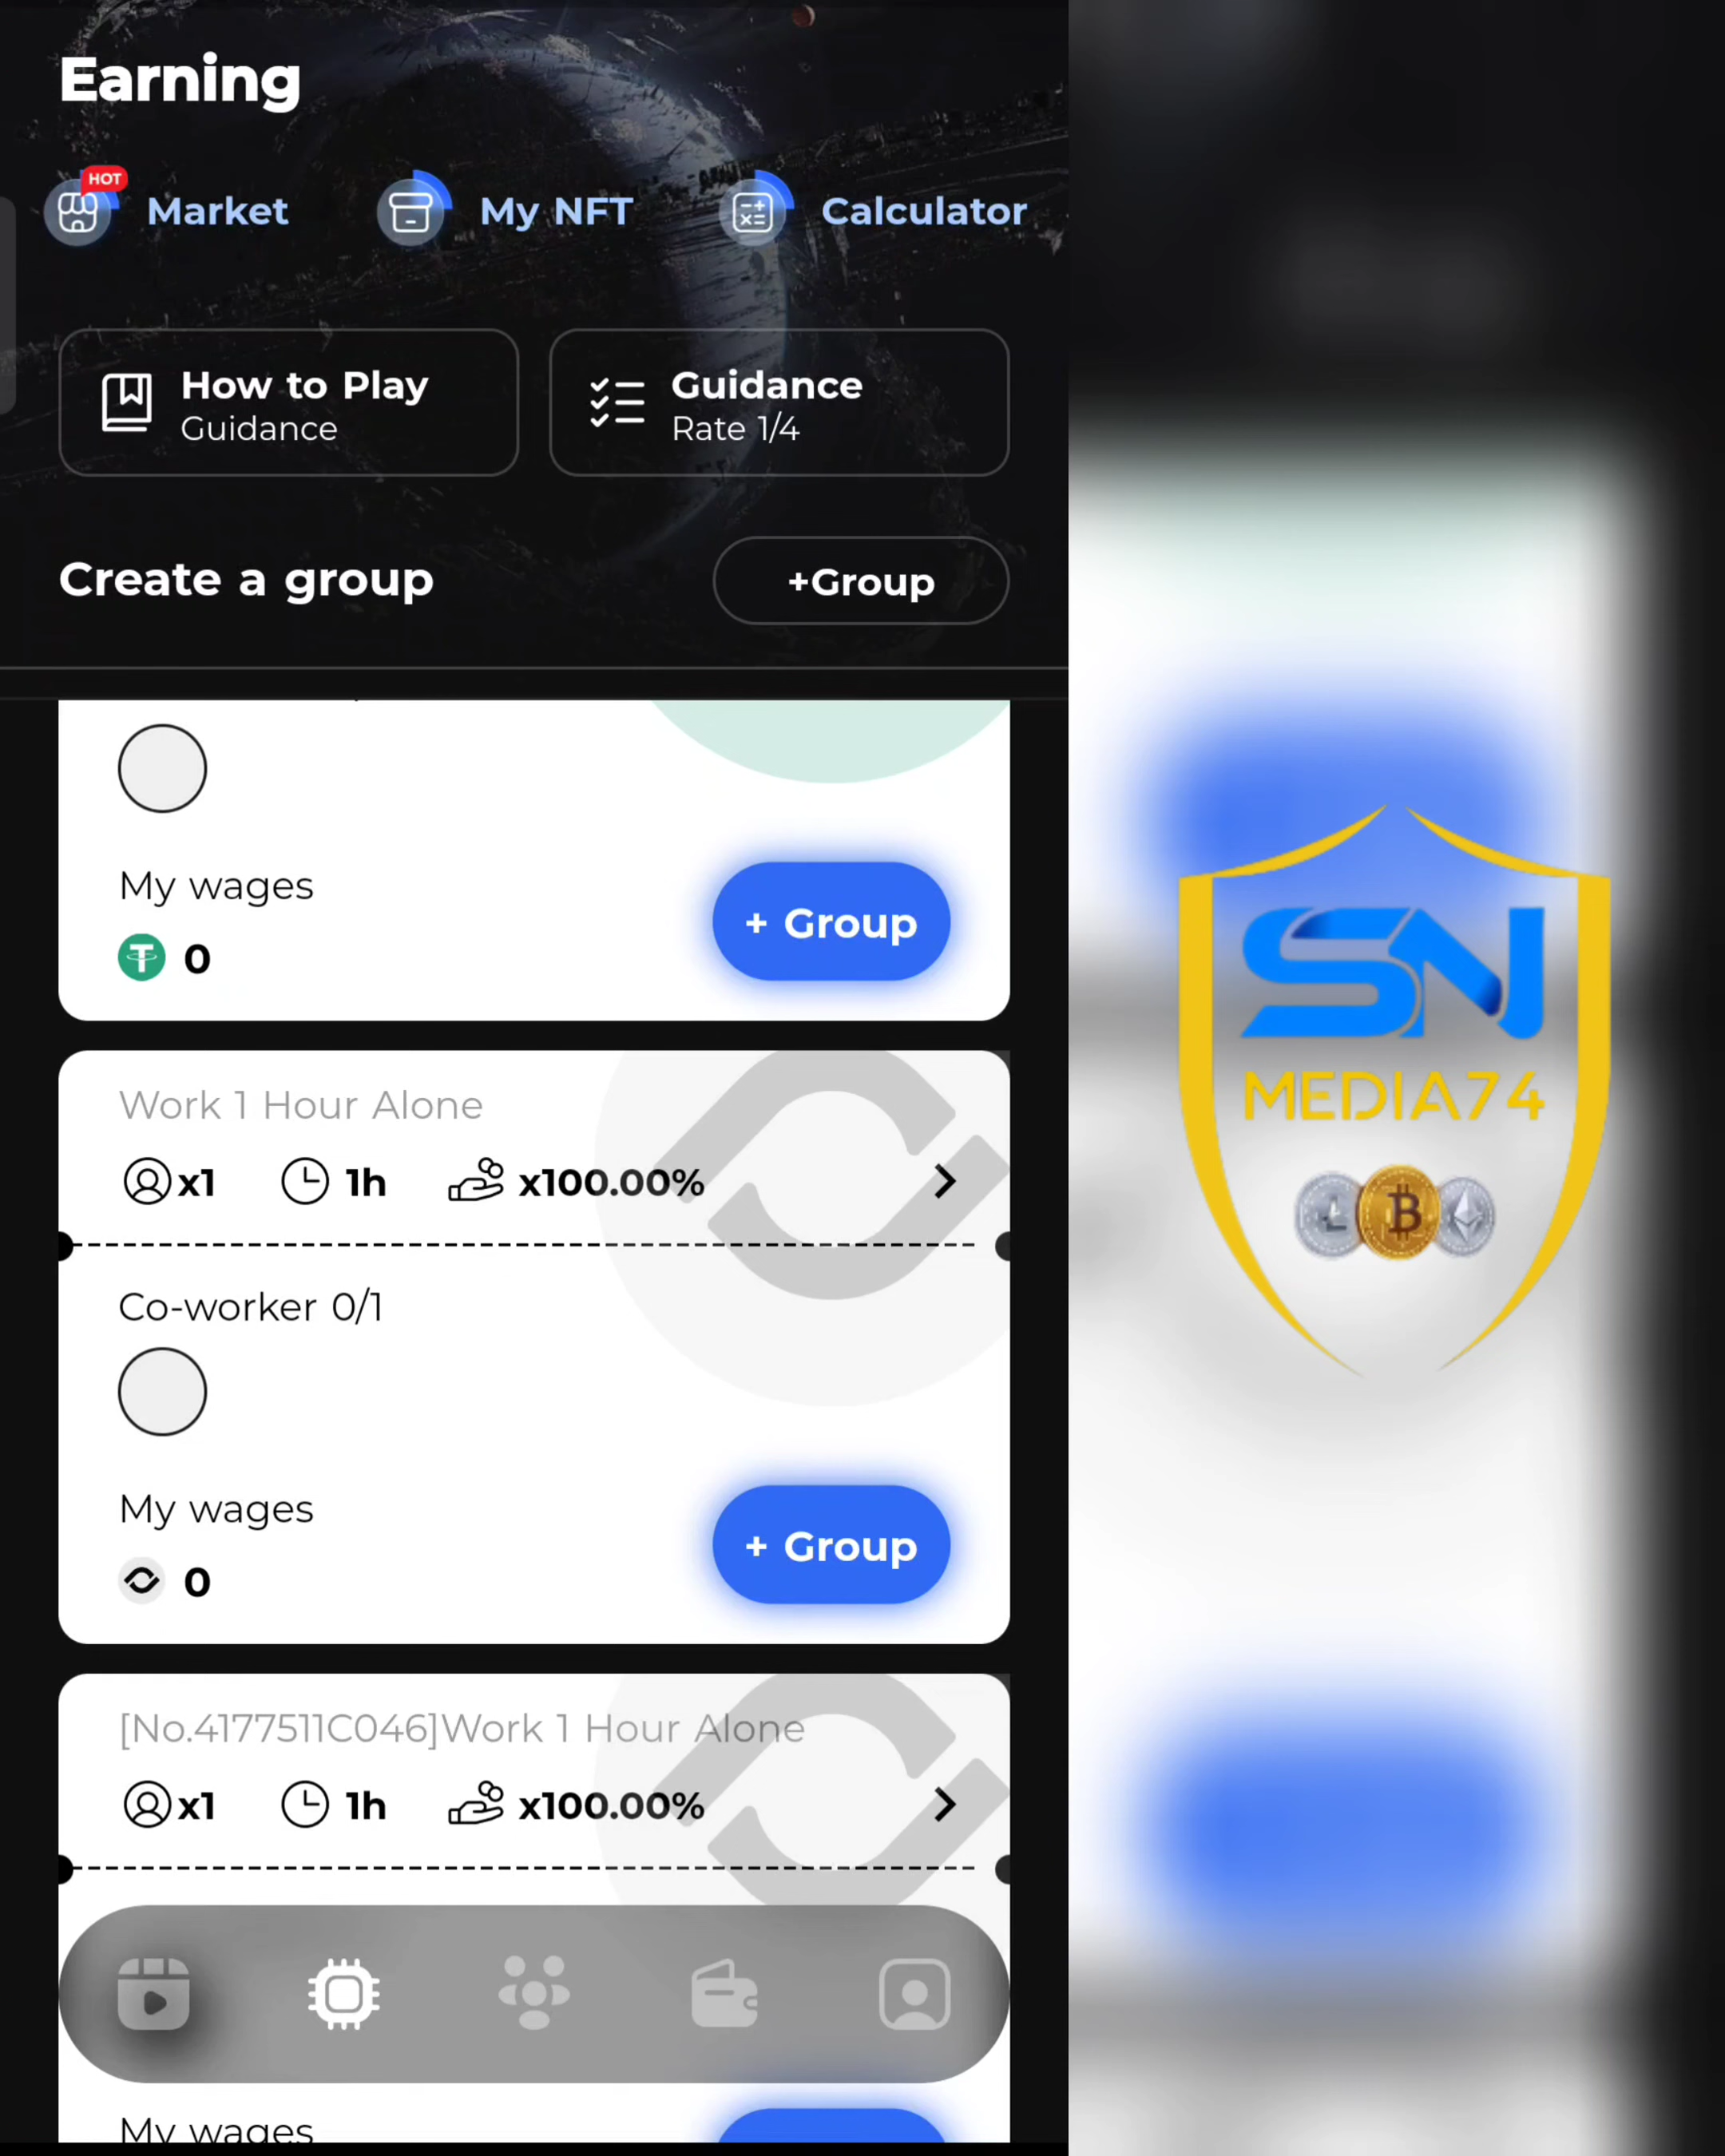 Earning
HOT
Market
My NFT
Calculator
How to Play
Guidance
Guidance
Rate 1/4
Create a group
+Group
My wages
0
+ Group
Work 1 Hour Alone
x1
1h
x100.00%
Co-worker 0/1
My wages
0
+ Group
[No.4177511C046]Work 1 Hour Alone
x1
1h
x100.00%
My wages
SN
MEDIA74